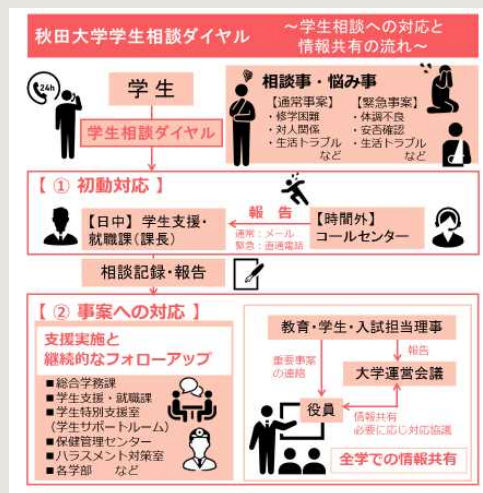 秋田大学学生相談ダイヤル
～学生相談への対応と
情報共有の流れ～
24h
学生
学生相談ダイヤル
相談事・悩み事
【通常事案】
・修学困難
・対人関係
・生活トラブル
など
【緊急事案】
・体調不良
・安否確認
・生活トラブル
など
【 ① 初動対応 】
【日中】学生支援・
就職課（課長）
報告
通常：メール
緊急：直通電話
【時間外】
コールセンター
相談記録・報告
【 ② 事案への対応 】
支援実施と
継続的なフォローアップ
■総合学務課
■学生支援・就職課
■学生特別支援室
（学生サポートルーム）
■保健管理センター
■ハラスメント対策室
■各学部 など
教育・学生・入試担当理事
重要事案
の連絡
報告
大学運営会議
役員
情報共有
必要に応じ対応協議
全学での情報共有